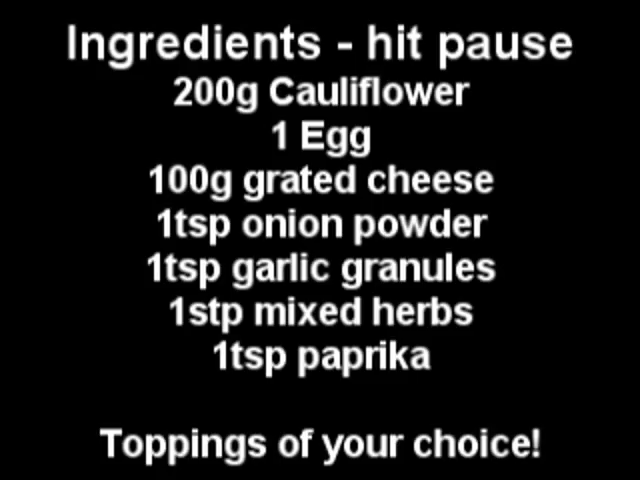 Ingredients - hit pause
200g Cauliflower
1 Egg
100g grated cheese
1tsp onion powder
1tsp garlic granules
1stp mixed herbs
1tsp paprika
Toppings of your choice!